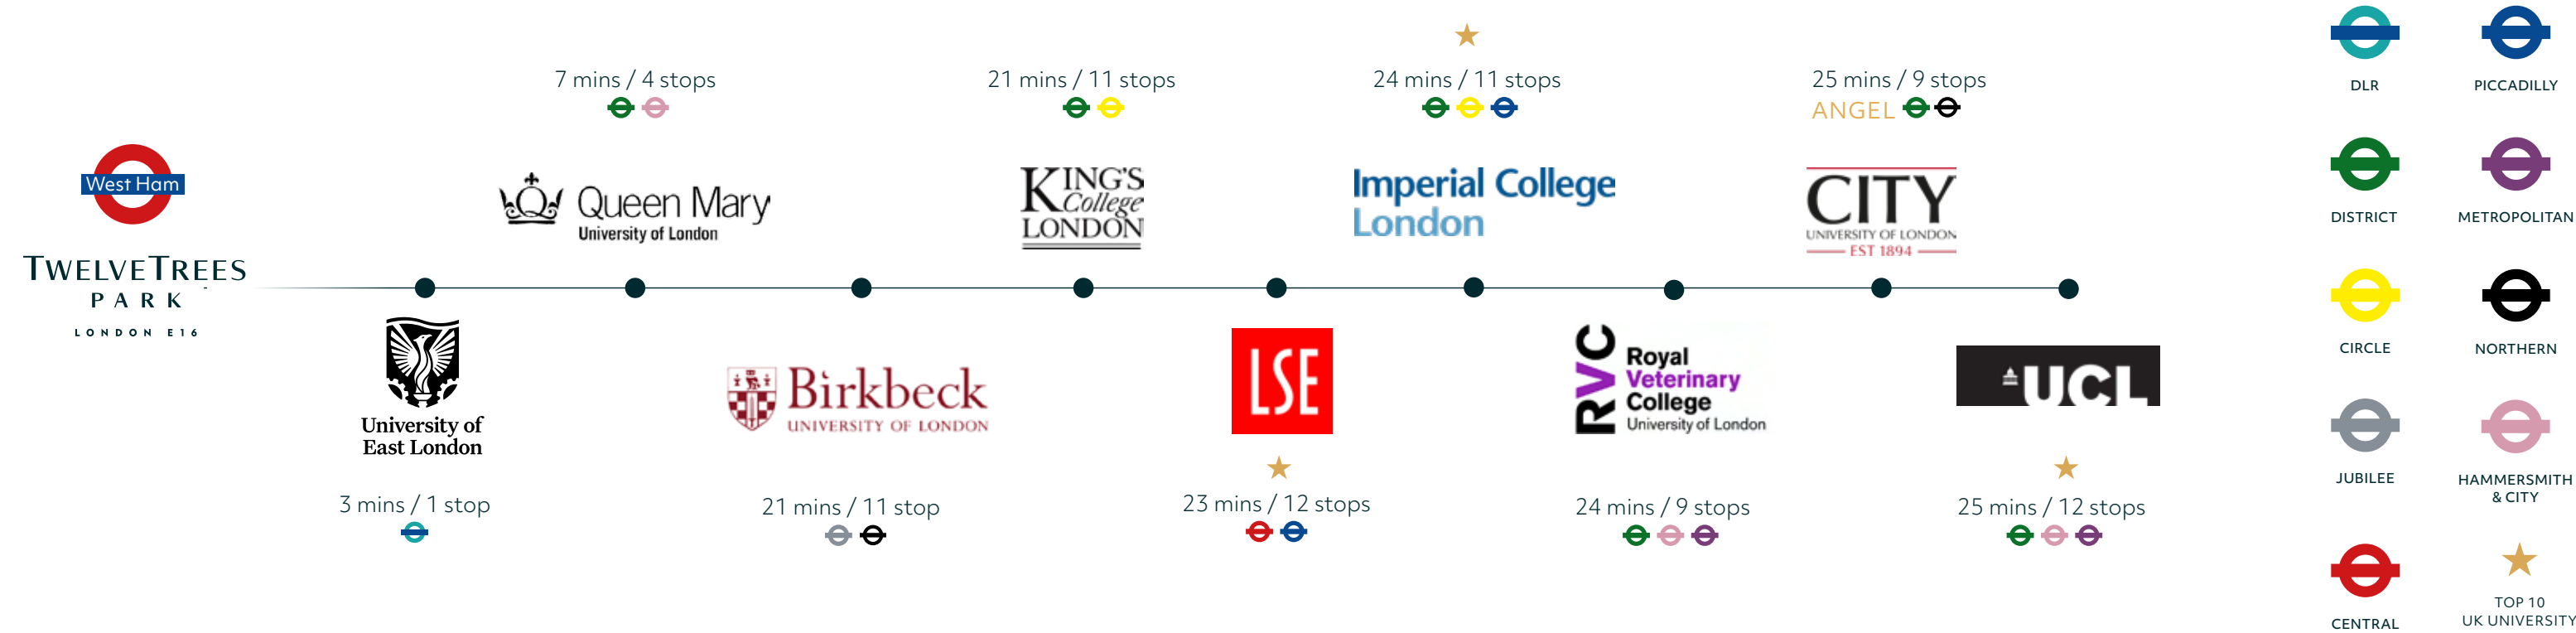 West Ham
TWELVETREES
PARK
LONDON E16
3 mins / 1 stop
University of
East London
7 mins / 4 stops
Queen Mary
University of London
21 mins / 11 stop
Birkbeck
UNIVERSITY OF LONDON
21 mins / 11 stops
KING'S
College
LONDON
23 mins / 12 stops
LSE
24 mins / 11 stops
Imperial College
London
24 mins / 9 stops
RVC
Royal
Veterinary
College
University of London
25 mins / 9 stops
ANGEL
CITY
UNIVERSITY OF LONDON
EST 1894
25 mins / 12 stops
UCL
DLR
PICCADILLY
DISTRICT
METROPOLITAN
CIRCLE
NORTHERN
JUBILEE
HAMMERSMITH
& CITY
CENTRAL
TOP 10
UK UNIVERSITY